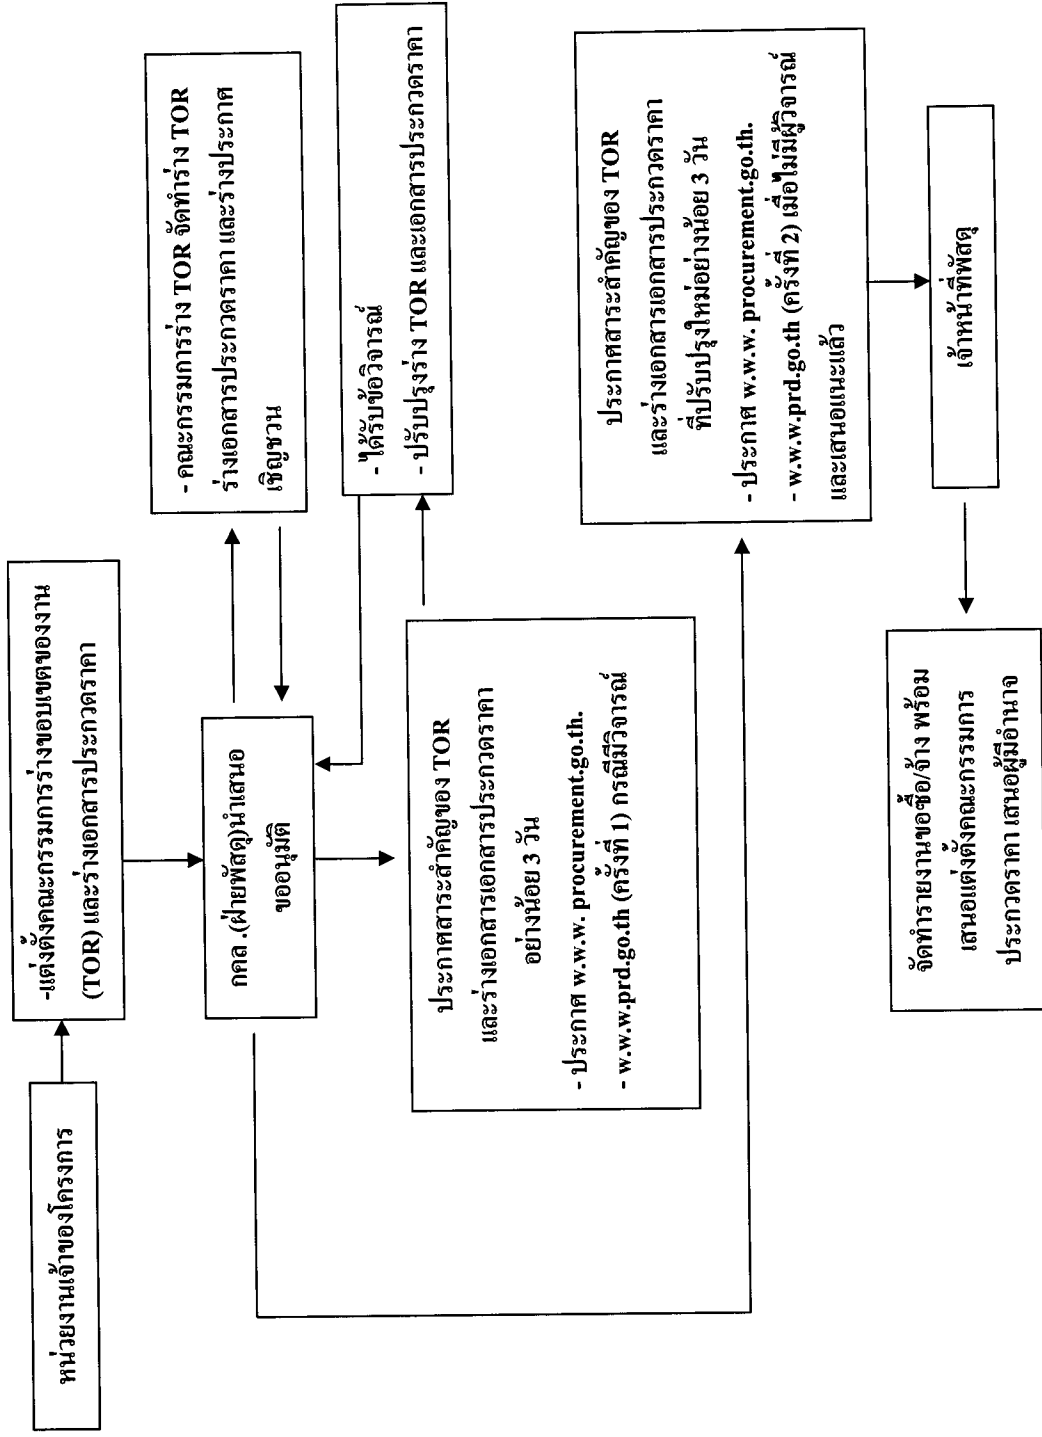 หน่วยงานเจ้าของโครงการ
-แต่งตั้งคณะกรรมการร่างขอบเขตของงาน
(TOR) และร่างเอกสารประกวดราคา
กคล .(ฝ่ายพัสดุ)นำเสนอ
ขออนุมัติ
- คณะกรรมการร่าง TOR จัดทำร่าง TOR
ร่างเอกสารประกวดราคา และร่างประกาศ
เชิญชวน
- ได้รับข้อวิจารณ์
- ปรับปรุงร่าง TOR และเอกสารประกวดราคา
ประกาศสาระสำคัญของ TOR
และร่างเอกสารเอกสารประกวดราคา
อย่างน้อย 3 วัน
- ประกาศ w.w.w. procurement.go.th.
- w.w.w.prd.go.th (ครั้งที่ 1) กรณีมีวิจารณ์
ประกาศสาระสำคัญของ TOR
และร่างเอกสารเอกสารประกวดราคา
ที่ปรับปรุงใหม่อย่างน้อย 3 วัน
- ประกาศ w.w.w. procurement.go.th.
- w.w.w.prd.go.th (ครั้งที่ 2) เมื่อไม่มีผู้วิจารณ์
และเสนอแนะแล้ว
เจ้าหน้าที่พัสดุ
จัดทำรายงานขอซื้อ/จ้าง พร้อม
เสนอแต่งตั้งคณะกรรมการ
ประกวดราคา เสนอผู้มีอำนาจ